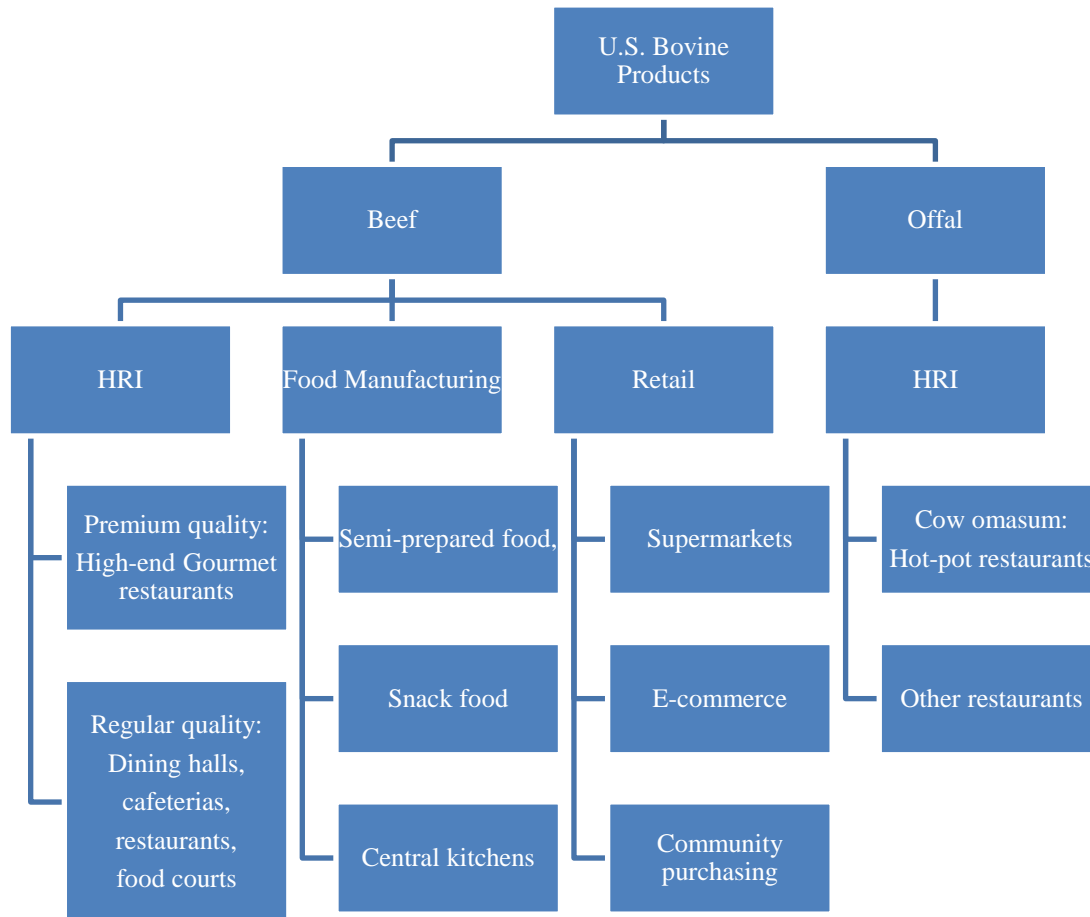 U.S. Bovine
Products
Beef
Offal
HRI
Food Manufacturing
Retail
HRI
Premium quality:
High-end Gourmet
restaurants
Semi-prepared food,
Supermarkets
Cow omasum:
Hot-pot restaurants
Regular quality:
Dining halls,
cafeterias,
restaurants,
food courts
Snack food
E-commerce
Other restaurants
Central kitchens
Community
purchasing